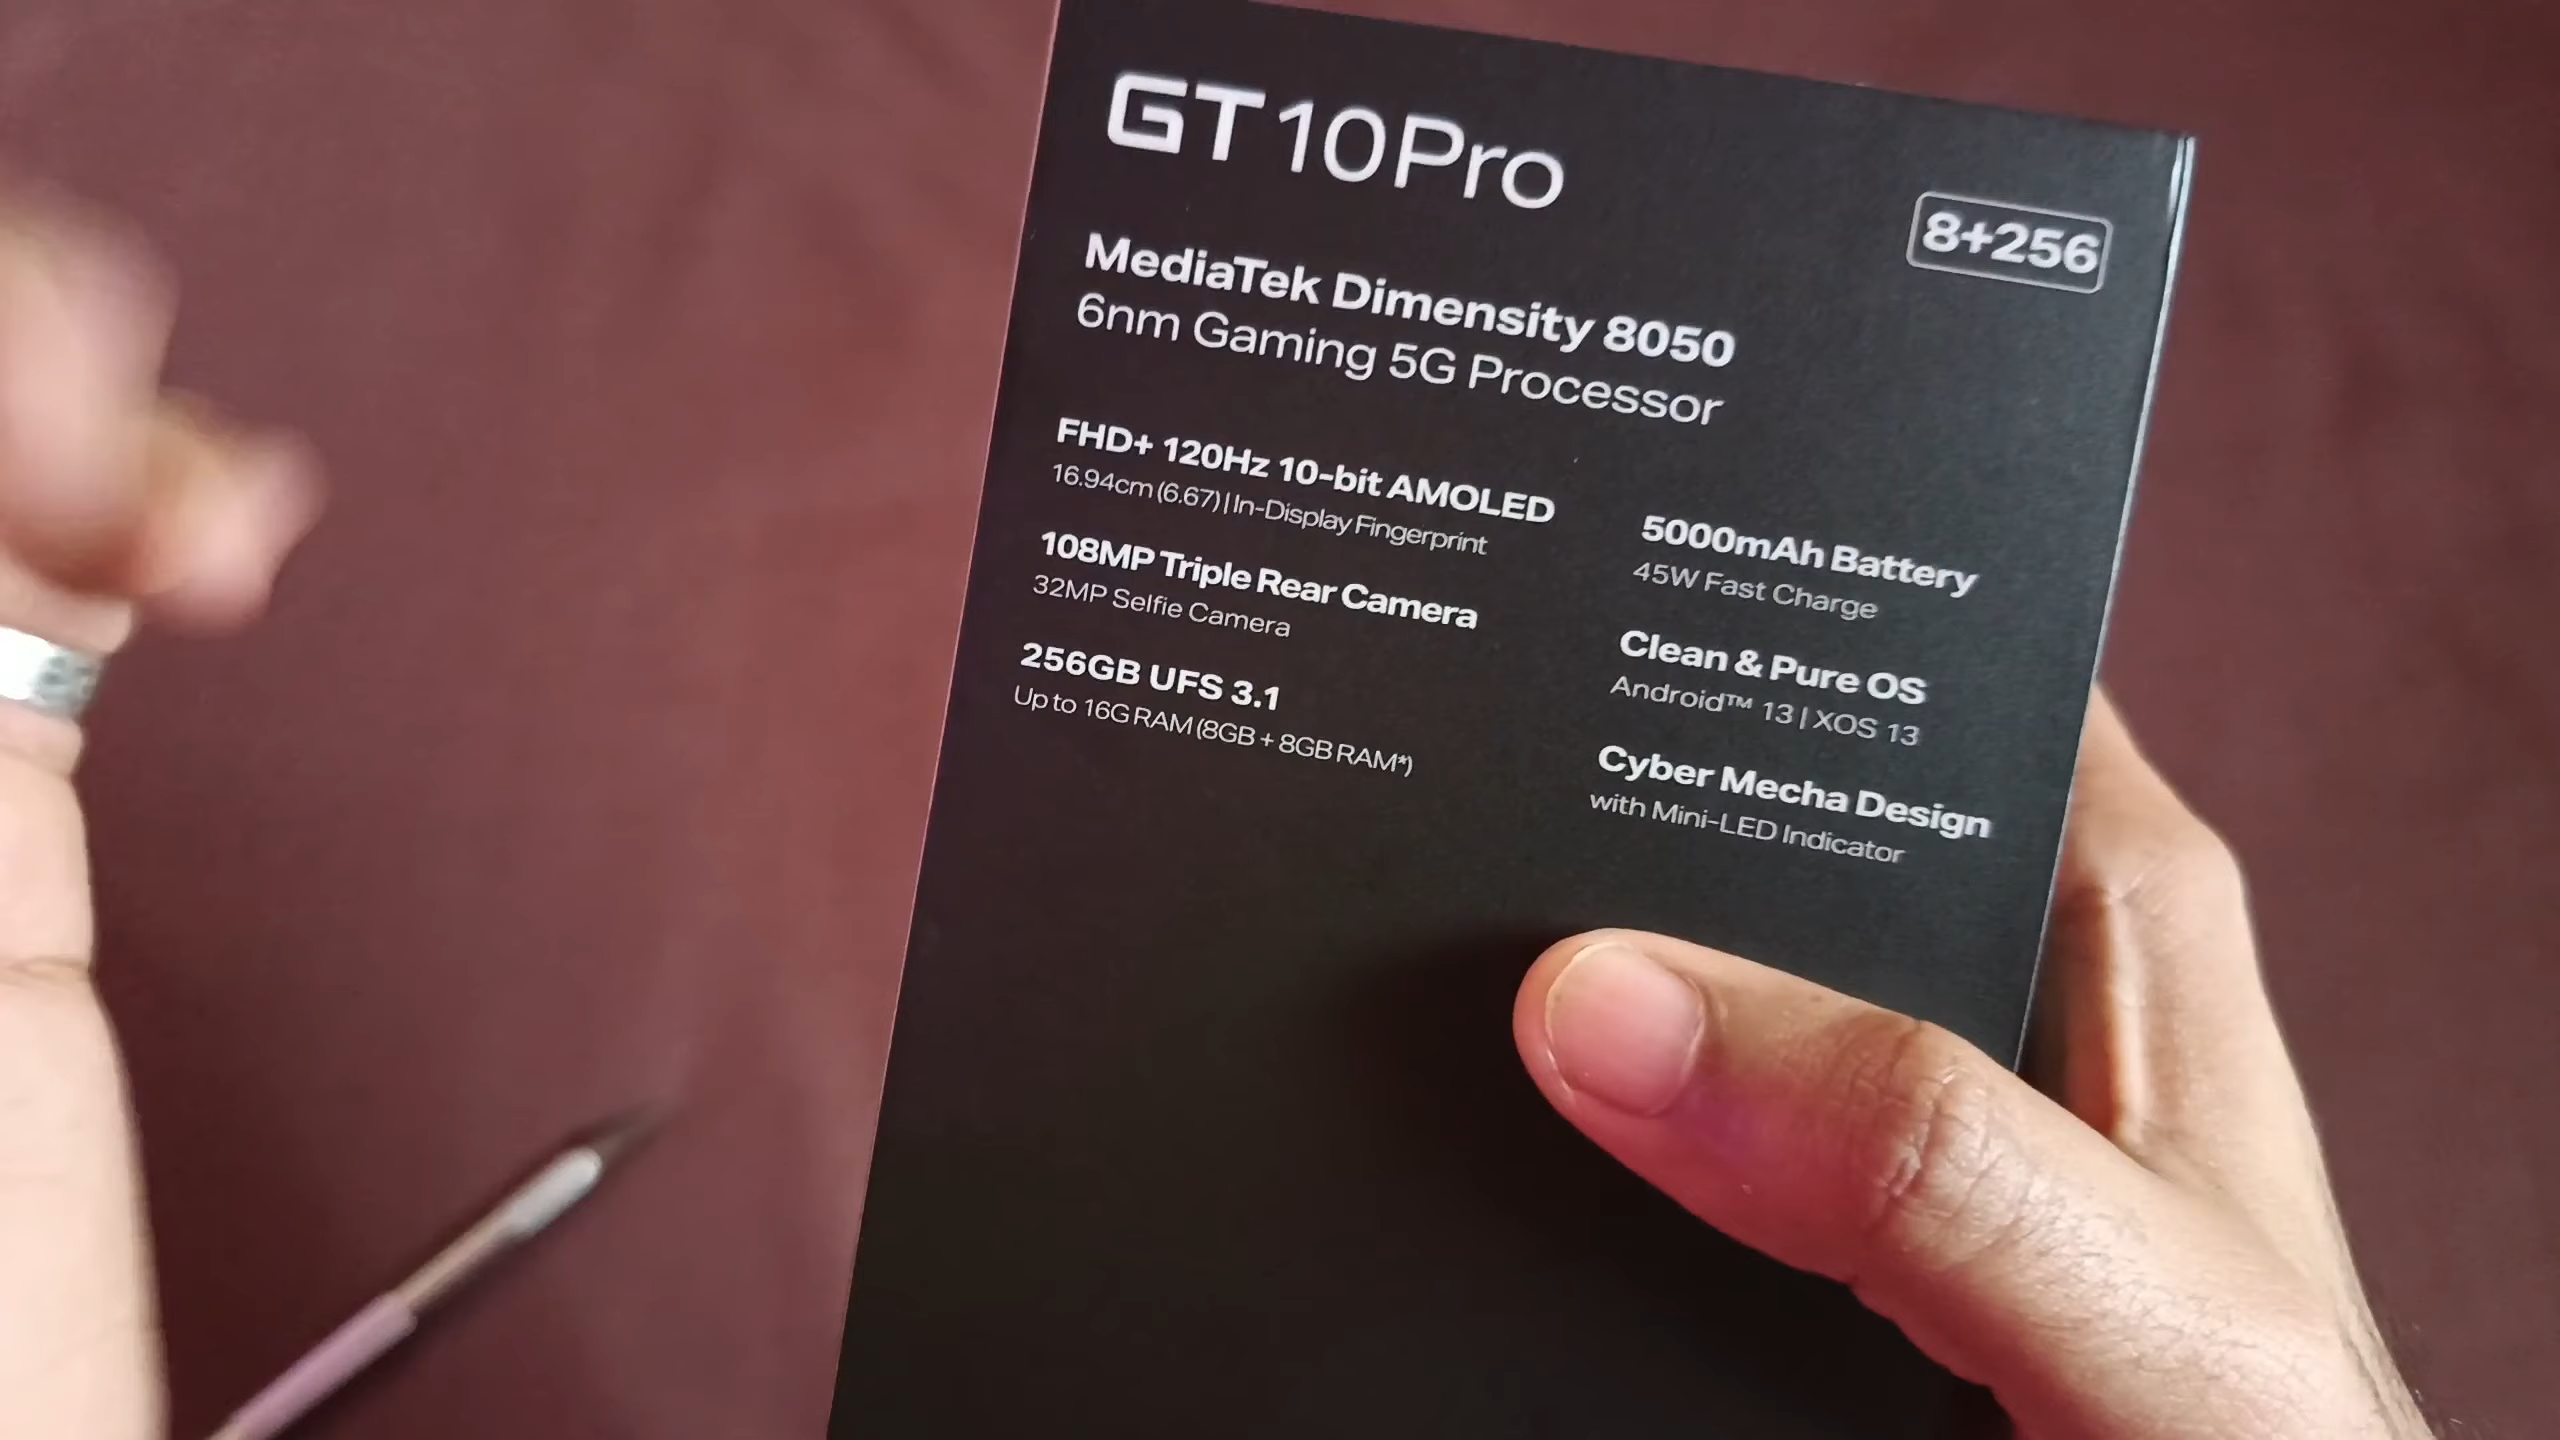 GT 10 Pro
8+256
MediaTek Dimensity 8050
6nm Gaming 5G Processor
FHD+ 120Hz 10-bit AMOLED
16.94cm (6.67) | In-Display Fingerprint
108MP Triple Rear Camera
32MP Selfie Camera
256GB UFS 3.1
Up to 16G RAM (8GB + 8GB RAM*)
5000mAh Battery
45W Fast Charge
Clean & Pure OS
Android™ 13 | XOS 13
Cyber Mecha Design
with Mini-LED Indicator